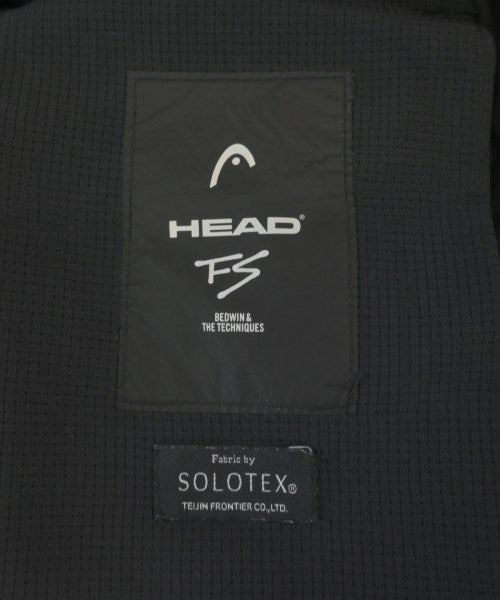 HEAD®
FS
BEDWIN &
THE TECHNIQUES
Fabric by
SOLOTEX®
TEIJIN FRONTIER CO.,LTD.